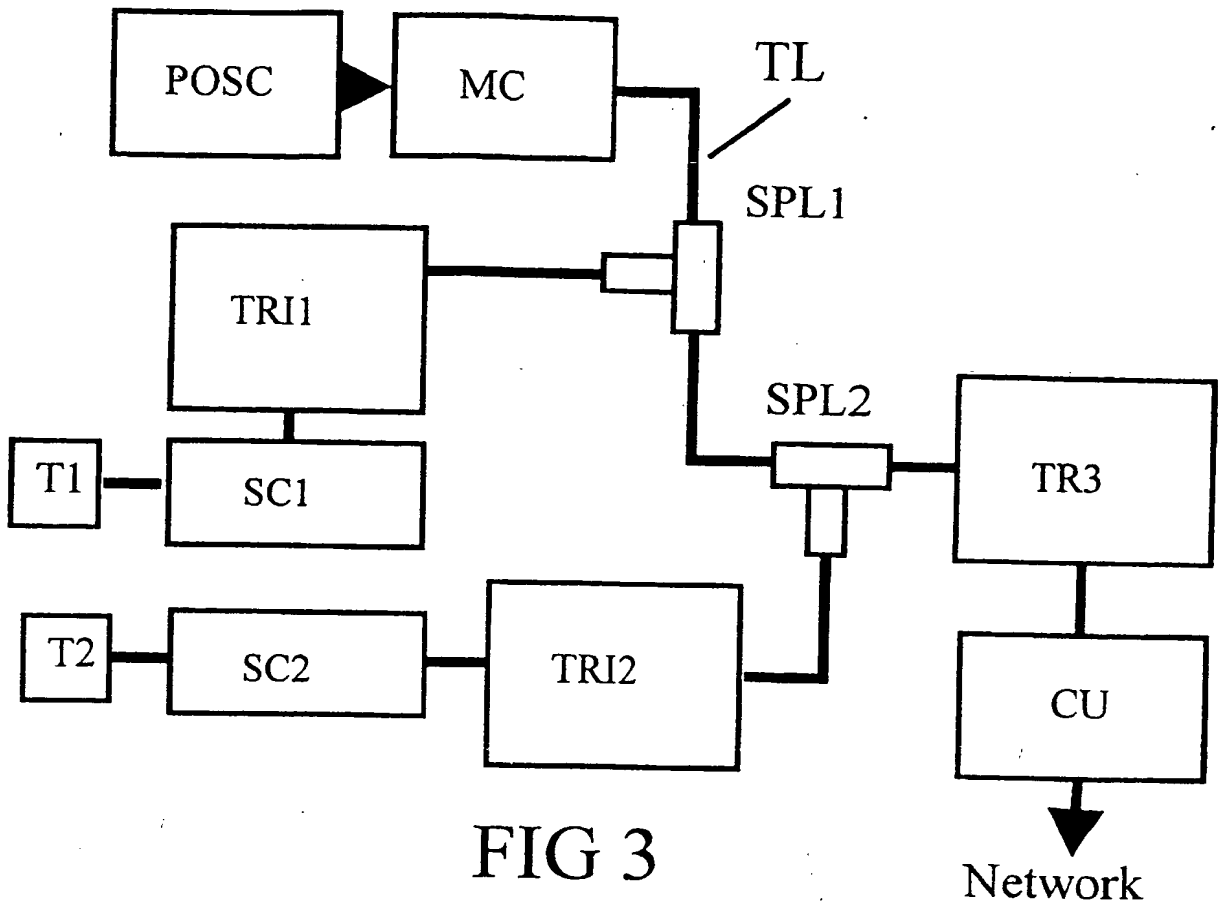 POSC
MC
TL
SPL1
TRI1
SPL2
T1
SC1
TR3
T2
SC2
TRI2
CU
FIG 3
Network